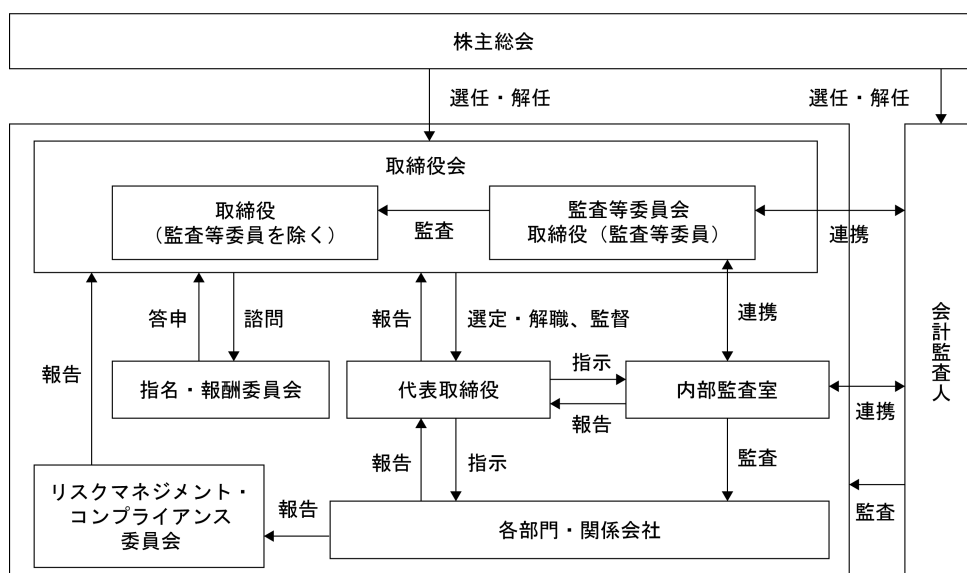 株主総会
選任・解任
選任・解任
取締役会
取締役
（監査等委員を除く）
監査
監査等委員会
取締役（監査等委員）
連携
答申
諮問
報告
選定・解職、監督
連携
会計監査人
報告
指名・報酬委員会
代表取締役
指示
報告
内部監査室
連携
報告
指示
監査
リスクマネジメント・
コンプライアンス
委員会
報告
各部門・関係会社
監査